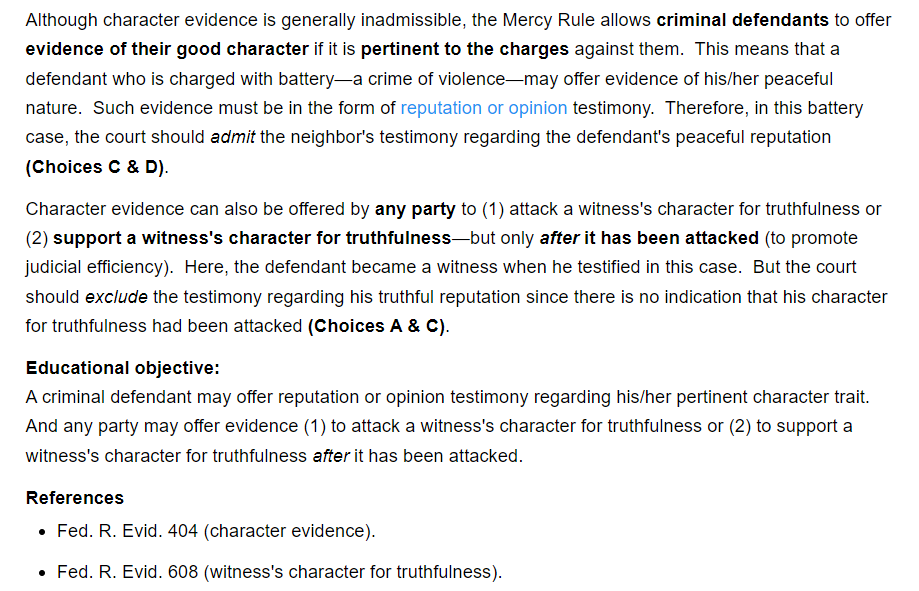 Although character evidence is generally inadmissible, the Mercy Rule allows criminal defendants to offer
evidence of their good character if it is pertinent to the charges against them.  This means that a
defendant who is charged with battery—a crime of violence—may offer evidence of his/her peaceful
nature.  Such evidence must be in the form of reputation or opinion testimony.  Therefore, in this battery
case, the court should admit the neighbor's testimony regarding the defendant's peaceful reputation
(Choices C & D).
Character evidence can also be offered by any party to (1) attack a witness's character for truthfulness or
(2) support a witness's character for truthfulness—but only after it has been attacked (to promote
judicial efficiency).  Here, the defendant became a witness when he testified in this case.  But the court
should exclude the testimony regarding his truthful reputation since there is no indication that his character
for truthfulness had been attacked (Choices A & C).
Educational objective:
A criminal defendant may offer reputation or opinion testimony regarding his/her pertinent character trait.
And any party may offer evidence (1) to attack a witness's character for truthfulness or (2) to support a
witness's character for truthfulness after it has been attacked.
References
• Fed. R. Evid. 404 (character evidence).
• Fed. R. Evid. 608 (witness's character for truthfulness).